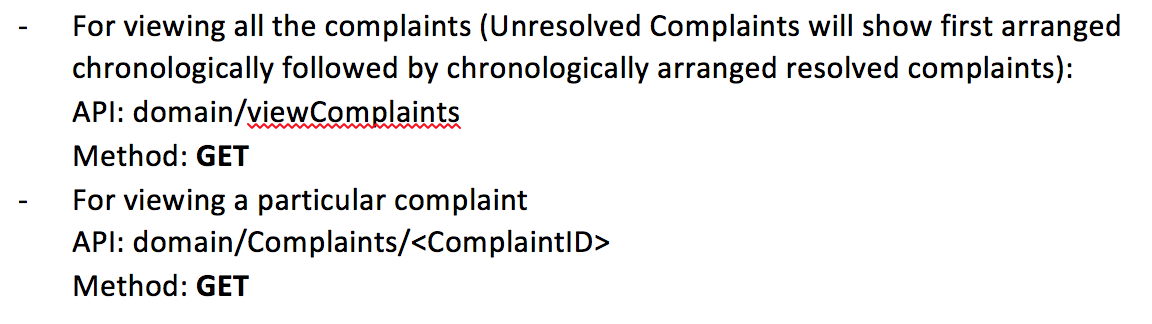 - For viewing all the complaints (Unresolved Complaints will show first arranged
chronologically followed by chronologically arranged resolved complaints):
API: domain/viewComplaints
Method: GET
- For viewing a particular complaint
API: domain/Complaints/<ComplaintID>
Method: GET